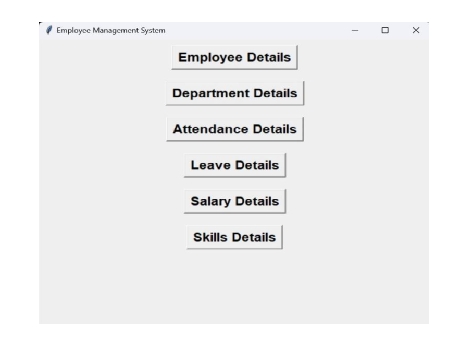 Employee Management System
Employee Details
Department Details
Attendance Details
Leave Details
Salary Details
Skills Details